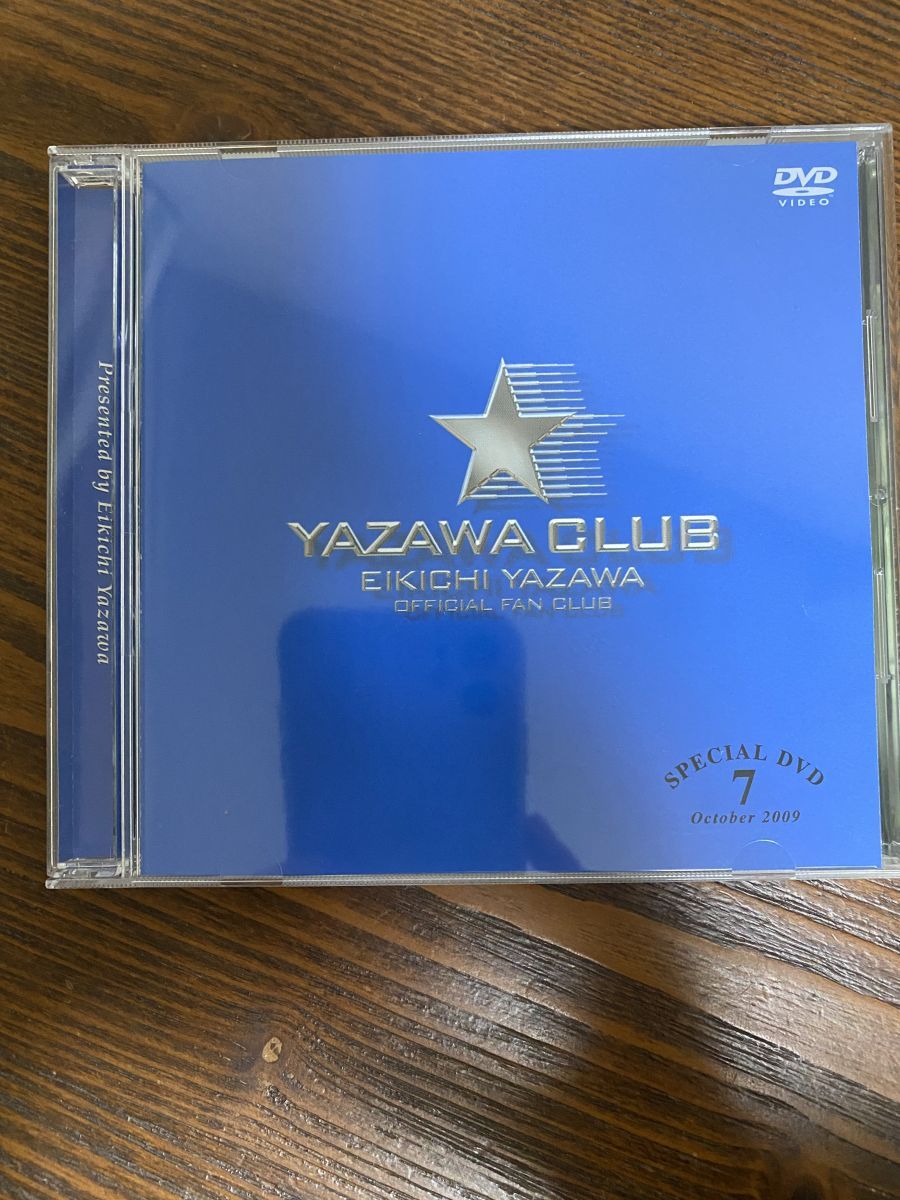 DVD
VIDEO
Presented by Eikichi Yazawa
YAZAWA CLUB
EIKICHI YAZAWA
OFFICIAL FAN CLUB
SPECIAL DVD
7
October 2009